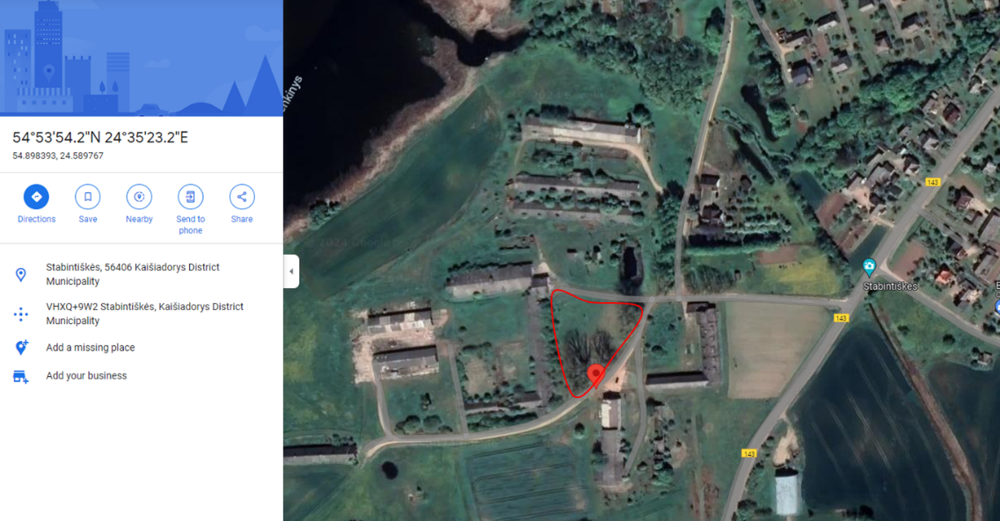 54°53'54.2"N 24°35'23.2"E
54.898393, 24.589767
Directions
Save
Nearby
Send to
phone
Share
Stabintiškės, 56406 Kaišiadorys District
Municipality
VHXQ+9W2 Stabintiškės, Kaišiadorys District
Municipality
Add a missing place
Add your business
143
Stabintiškės
143
143